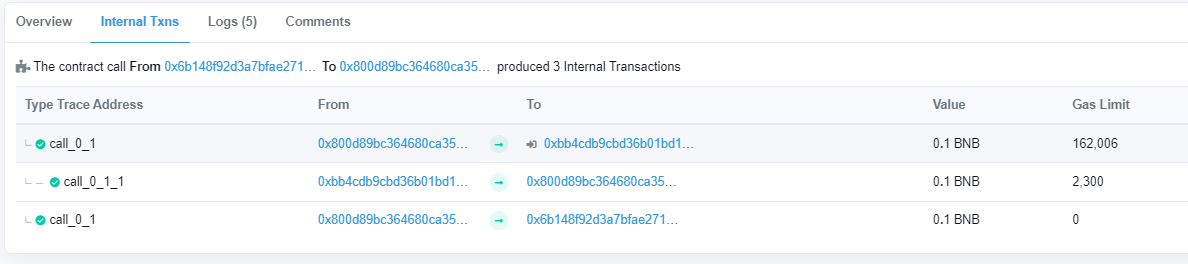 Overview Internal Txns Logs (5) Comments
The contract call From 0x6b148f92d3a7bfae271... To 0x800d89bc364680ca35... produced 3 Internal Transactions
Type Trace Address From To Value Gas Limit
call_0_1 0x800d89bc364680ca35... 0xbb4cdb9cbd36b01bd1... 0.1 BNB 162,006
call_0_1_1 0xbb4cdb9cbd36b01bd1... 0x800d89bc364680ca35... 0.1 BNB 2,300
call_0_1 0x800d89bc364680ca35... 0x6b148f92d3a7bfae271... 0.1 BNB 0